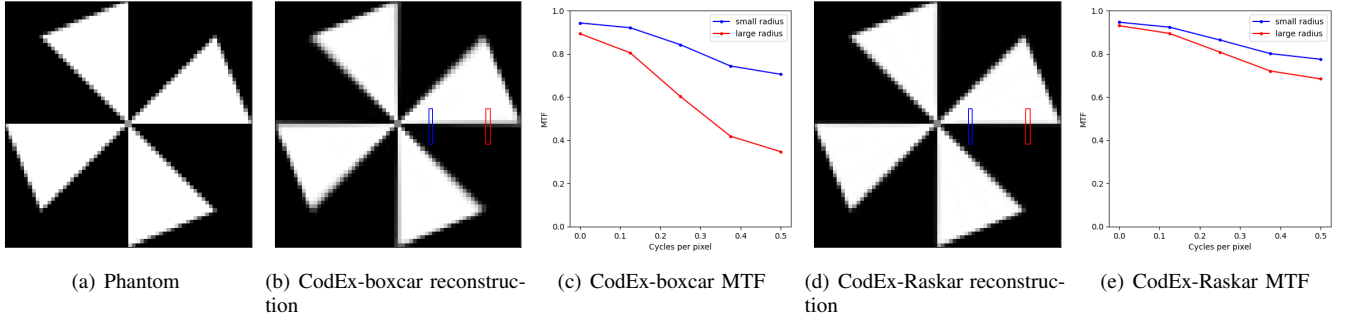 1.0
0.8
0.6
0.4
0.2
0.0
MTF
small radius
large radius
0.0 0.1 0.2 0.3 0.4 0.5
Cycles per pixel
1.0
0.8
0.6
0.4
0.2
0.0
MTF
small radius
large radius
0.0 0.1 0.2 0.3 0.4 0.5
Cycles per pixel
(a) Phantom
(b) CodEx-boxcar reconstruc-
tion
(c) CodEx-boxcar MTF
(d) CodEx-Raskar reconstruc-
tion
(e) CodEx-Raskar MTF